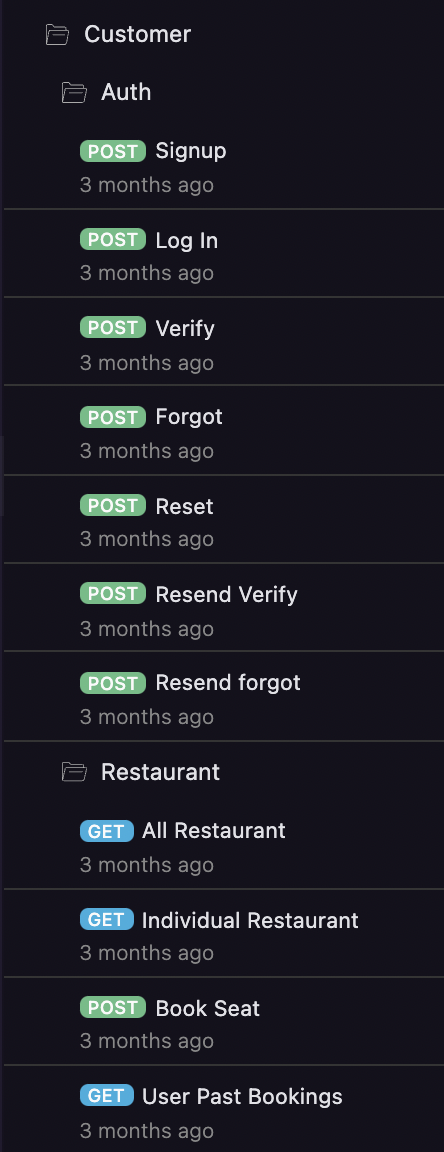 Customer
Auth
POST Signup
3 months ago
POST Log In
3 months ago
POST Verify
3 months ago
POST Forgot
3 months ago
POST Reset
3 months ago
POST Resend Verify
3 months ago
POST Resend forgot
3 months ago
Restaurant
GET All Restaurant
3 months ago
GET Individual Restaurant
3 months ago
POST Book Seat
3 months ago
GET User Past Bookings
3 months ago